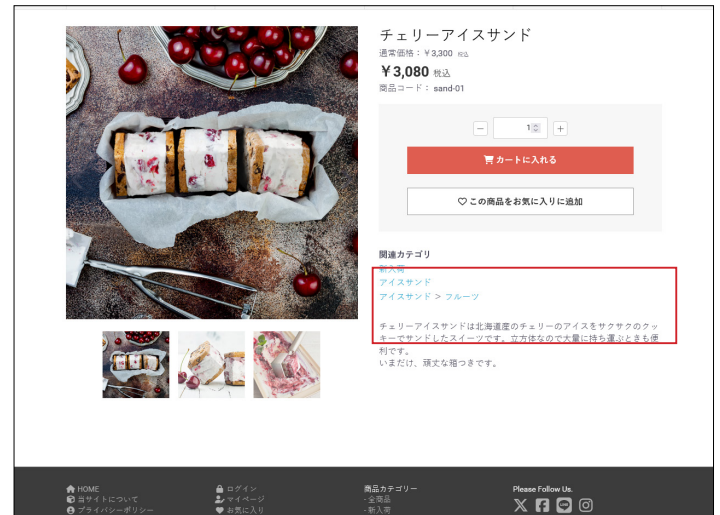 チェリーアイスサンド
通常価格：￥3,300 税込
￥3,080 税込
商品コード： sand-01
1
カートに入れる
この商品をお気に入りに追加
関連カテゴリ
新入荷
アイスサンド
アイスサンド > フルーツ
チェリーアイスサンドは北海道産のチェリーのアイスをサクサクのクッ
キーでサンドしたスイーツです。立方体なので大量に持ち運ぶときも便
利です。
いまだけ、頑丈な箱つきです。
HOME
当サイトについて
プライバシーポリシー
ログイン
マイページ
お気に入り
商品カテゴリー
- 全商品
- 新入荷
Please Follow Us.